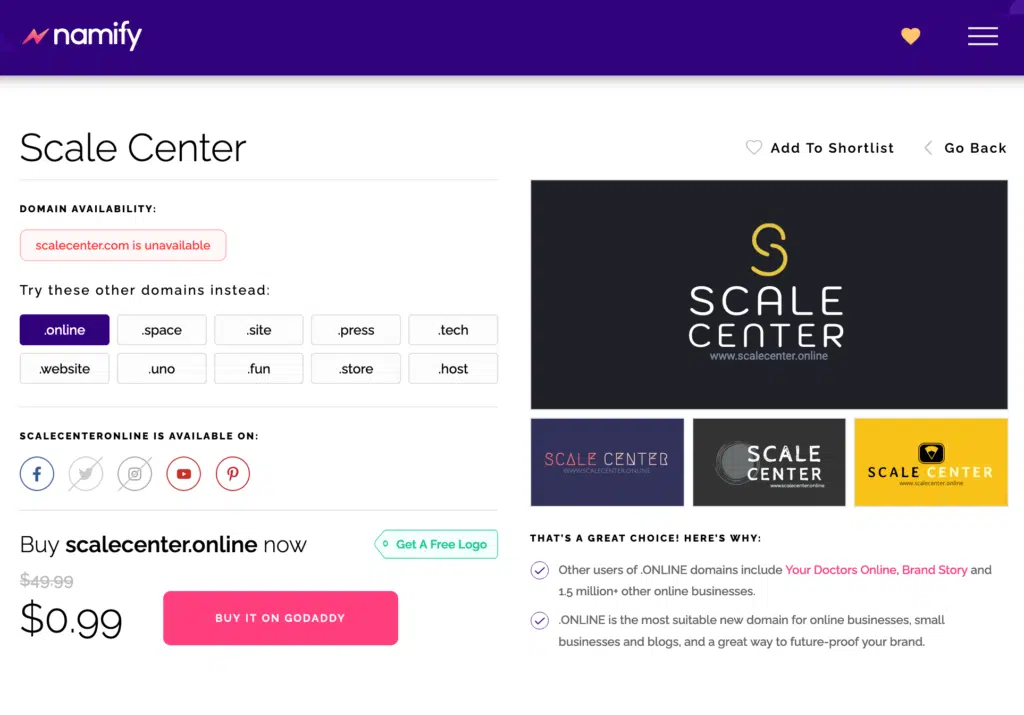 namify
Scale Center
Add To Shortlist
Go Back
DOMAIN AVAILABILITY:
scalecenter.com is unavailable
Try these other domains instead:
.online
.space
.site
.press
.tech
.website
.uno
.fun
.store
.host
SCALECENTERONLINE IS AVAILABLE ON:
Buy scalecenter.online now
Get A Free Logo
$49.99
$0.99
BUY IT ON GODADDY
SCALE
CENTER
www.scalecenter.online
SCALE CENTER
WWW.SCALECENTER.ONLINE
SCALE
CENTER
www.scalecenter.online
SCALE CENTER
www.scalecenter.online
THAT'S A GREAT CHOICE! HERE'S WHY:
Other users of .ONLINE domains include Your Doctors Online, Brand Story and
1.5 million+ other online businesses.
.ONLINE is the most suitable new domain for online businesses, small
businesses and blogs, and a great way to future-proof your brand.